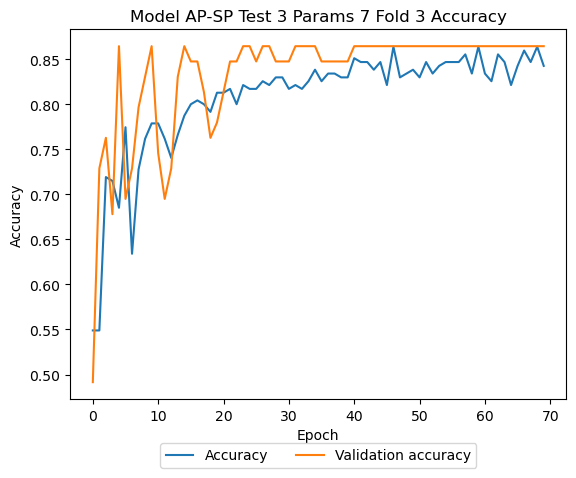 Model AP-SP Test 3 Params 7 Fold 3 Accuracy
Accuracy
0.85
0.80
0.75
0.70
0.65
0.60
0.55
0.50
0 10 20 30 40 50 60 70
Epoch
Accuracy Validation accuracy